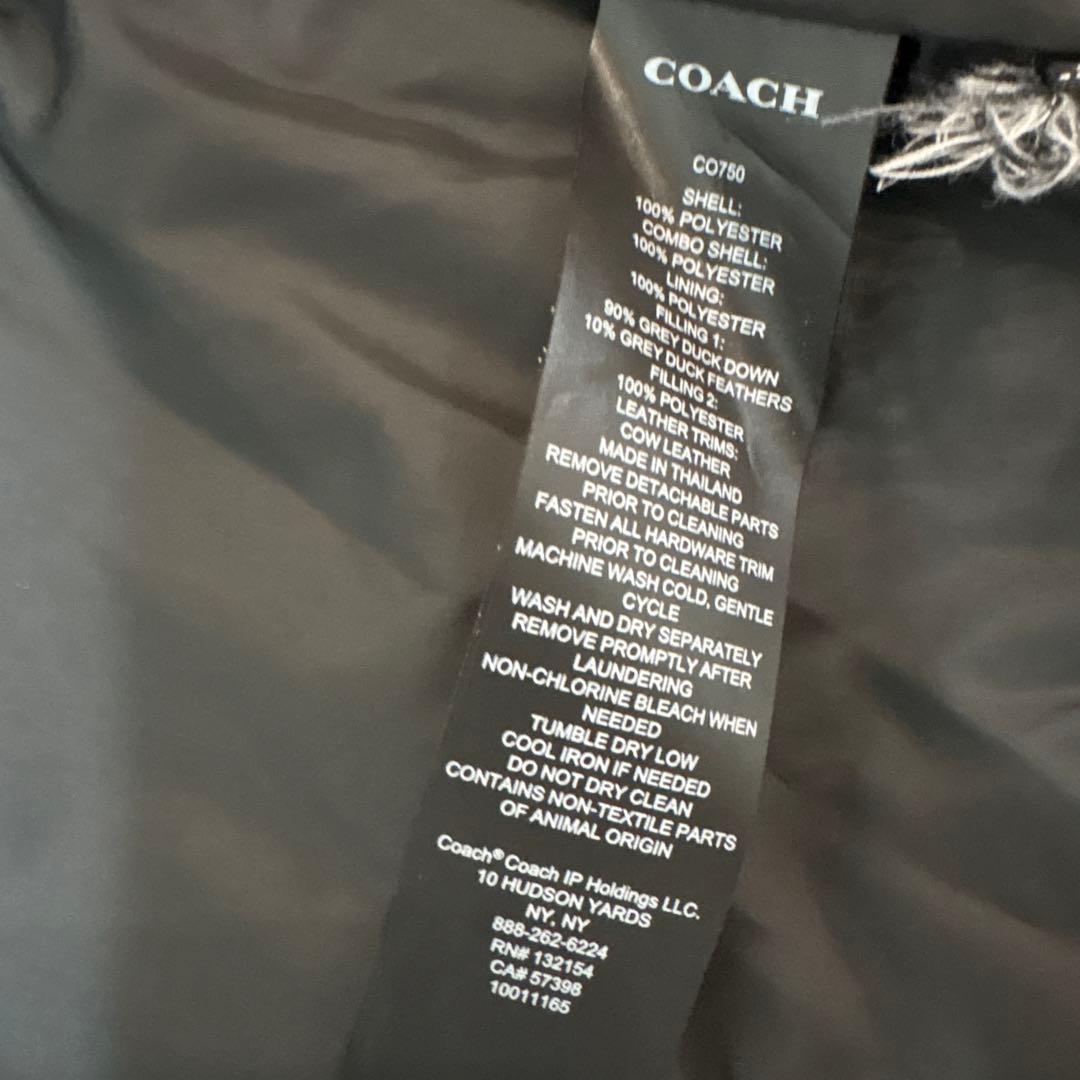 COACH
CO750
SHELL:
100% POLYESTER
COMBO SHELL:
100% POLYESTER
LINING:
100% POLYESTER
FILLING 1:
90% GREY DUCK DOWN
10% GREY DUCK FEATHERS
FILLING 2:
100% POLYESTER
LEATHER TRIMS:
COW LEATHER
MADE IN THAILAND
REMOVE DETACHABLE PARTS
PRIOR TO CLEANING
FASTEN ALL HARDWARE TRIM
PRIOR TO CLEANING
MACHINE WASH COLD, GENTLE
CYCLE
WASH AND DRY SEPARATELY
REMOVE PROMPTLY AFTER
LAUNDERING
NON-CHLORINE BLEACH WHEN
NEEDED
TUMBLE DRY LOW
COOL IRON IF NEEDED
DO NOT DRY CLEAN
CONTAINS NON-TEXTILE PARTS
OF ANIMAL ORIGIN
Coach® Coach IP Holdings LLC.
10 HUDSON YARDS
NY, NY
888-262-6224
RN# 132154
CA# 57398
10011165